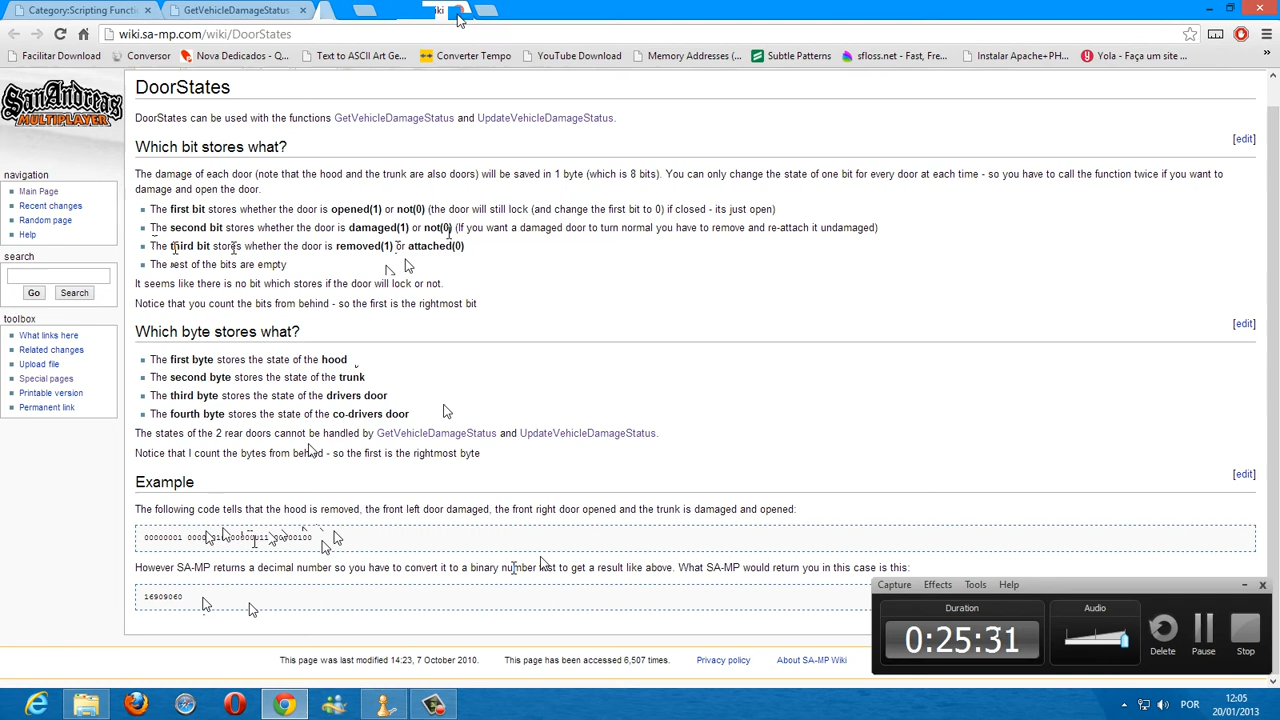 Category:Scripting Functi
GetVehicleDamageStatus
iki
wiki.sa-mp.com/wiki/DoorStates
Facilitar Dedicado
Conversor
Nova Dedicados - Q...
Text to ASCII Art Ge...
Converter Tempo
YouTube Download
Memory Addresses (...
Subtle Patterns
sfloss.net - Fast, Fre...
Instalar Apache+PH...
Yola - Faça um site ...
SanAndreas
MULTIPLAYER
DoorStates
DoorStates can be used with the functions GetVehicleDamageStatus and UpdateVehicleDamageStatus.
Which bit stores what?
[edit]
The damage of each door (note that the hood and the trunk are also doors) will be saved in 1 byte (which is 8 bits). You can only change the state of one bit for every door at each time - so you have to call the function twice if you want to
damage and open the door.
The first bit stores whether the door is opened(1) or not(0) (the door will still lock (and change the first bit to 0) if closed - its just open)
The second bit stores whether the door is damaged(1) or not(0) (If you want a damaged door to turn normal you have to remove and re-attach it undamaged)
The third bit stores whether the door is removed(1) or attached(0)
The rest of the bits are empty
It seems like there is no bit which stores if the door will lock or not.
Notice that you count the bits from behind - so the first is the rightmost bit
navigation
Main Page
Recent changes
Random page
Help
search
Go
Search
toolbox
What links here
Related changes
Upload file
Special pages
Printable version
Permanent link
Which byte stores what?
[edit]
The first byte stores the state of the hood
The second byte stores the state of the trunk
The third byte stores the state of the drivers door
The fourth byte stores the state of the co-drivers door
The states of the 2 rear doors cannot be handled by GetVehicleDamageStatus and UpdateVehicleDamageStatus.
Notice that I count the bytes from behind - so the first is the rightmost byte
Example
[edit]
The following code tells that the hood is removed, the front left door damaged, the front right door opened and the trunk is damaged and opened:
00000001
However SA-MP returns a decimal number so you have to convert it to a binary number first to get a result like above. What SA-MP would return you in this case is this:
16909060
This page was last modified 14:23, 7 October 2010.
This page has been accessed 6,507 times.
Privacy policy
About SA-MP Wiki
Capture
Effects
Tools
Help
Duration
0:25:31
Audio
Delete
Pause
Stop
POR
12:05
20/01/2013